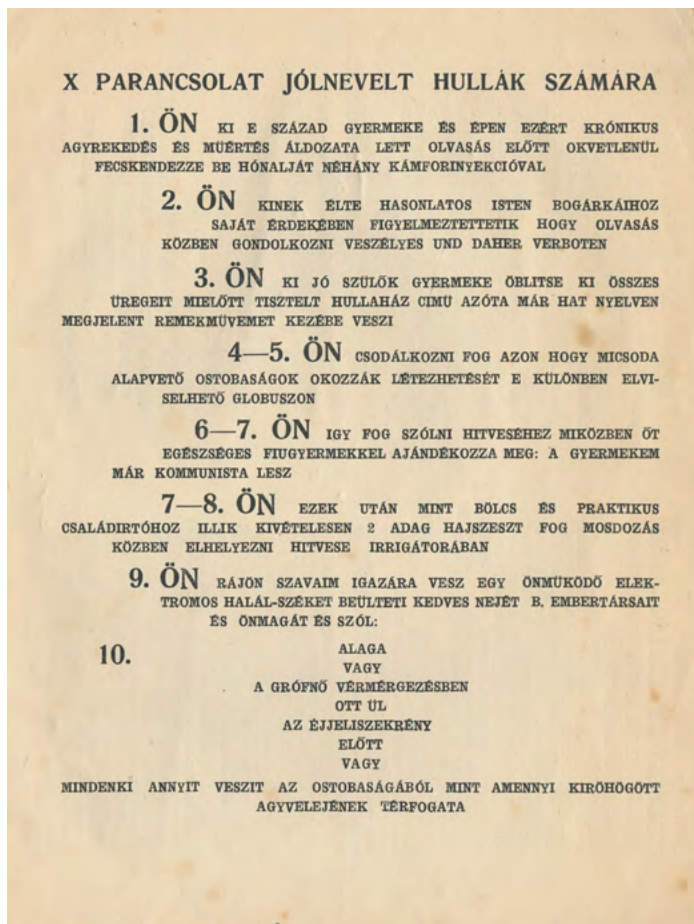 X PARANCSOLAT JÓLNEVELT HULLÁK SZÁMÁRA
1. ÖN KI E SZÁZAD GYERMEKE ÉS ÉPEN EZÉRT KRÓNIKUS
AGYREKEDÉS ÉS MŰÉRTÉS ÁLDOZATA LETT OLVASÁS ELŐTT OKVETLENÜL
FECSKENDEZZE BE HÓNALJÁT NÉHÁNY KÁMFORINYEKCIÓVAL
2. ÖN KINEK ÉLTE HASONLATOS ISTEN BOGÁRKÁIHOZ
SAJÁT ÉRDEKÉBEN FIGYELMEZTETTETIK HOGY OLVASÁS
KÖZBEN GONDOLKOZNI VESZÉLYES UND DAHER VERBOTEN
3. ÖN KI JÓ SZÜLŐK GYERMEKE ÖBLITSE KI ÖSSZES
ÜREGEIT MIELŐTT TISZTELT HULLAHÁZ CIMŰ AZÓTA MÁR HAT NYELVEN
MEGJELENT REMEKMŰVEMET KEZÉBE VESZI
4—5. ÖN CSODÁLKOZNI FOG AZON HOGY MICSODA
ALAPVETŐ OSTOBASÁGOK OKOZZÁK LÉTEZHETÉSÉT E KÜLÖNBEN ELVI-
SELHETŐ GLOBUSZON
6—7. ÖN IGY FOG SZÓLNI HITVESÉHEZ MIKÖZBEN ÖT
EGÉSZSÉGES FIUGYERMEKKEL AJÁNDÉKOZZA MEG: A GYERMEKEM
MÁR KOMMUNISTA LESZ
7—8. ÖN EZEK UTÁN MINT BÖLCS ÉS PRAKTIKUS
CSALÁDIRTÓHOZ ILLIK KIVÉTELESEN 2 ADAG HAJSZESZT FOG MOSDOZÁS
KÖZBEN ELHELYEZNI HITVESE IRRIGÁTORÁBAN
9. ÖN RÁJÖN SZAVAIM IGAZÁRA VESZ EGY ÖNMŰKÖDŐ ELEK-
TROMOS HALÁL-SZÉKET BEÜLTETI KEDVES NEJÉT B. EMBERTÁRSAIT
ÉS ÖNMAGÁT ÉS SZÓL:
10. ALAGA
VAGY
A GRÓFNŐ VÉRMÉRGEZÉSBEN
OTT ÜL
AZ ÉJJELISZEKRÉNY
ELŐTT
VAGY
MINDENKI ANNYIT VESZIT AZ OSTOBASÁGÁBÓL MINT AMENNYI KIRÖHÖGÖTT
AGYVELEJÉNEK TÉRFOGATA